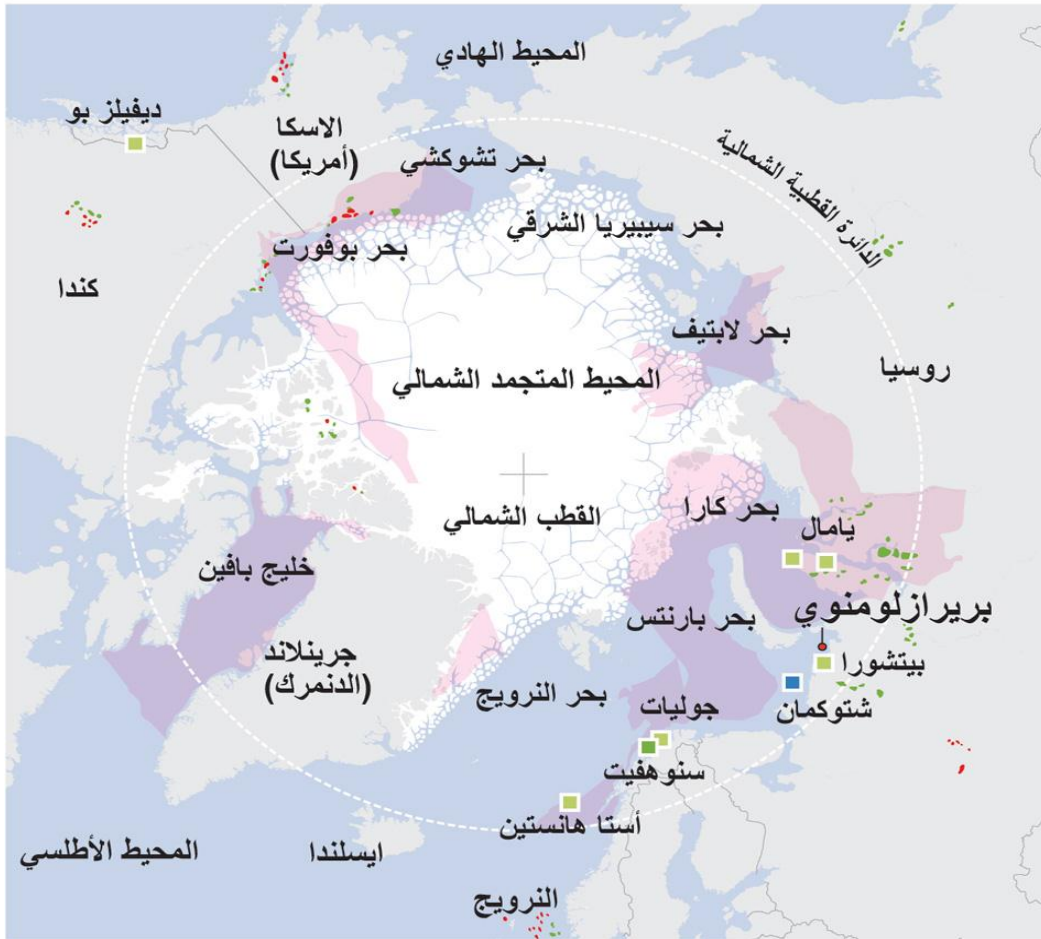 المحيط الهادي
ديفيلز بو
الاسكا
(أمريكا)
بحر تشوكشي
الدائرة القطبية الشمالية
بحر سيبيريا الشرقي
بحر بوفورت
كندا
بحر لابتيف
روسيا
المحيط المتجمد الشمالي
بحر كارا
القطب الشمالي
يامال
خليج بافين
بريرازلومنوي
بحر بارنتس
جرينلاند
(الدنمرك)
بيتشورا
بحر النرويج
شتوكمان
جوليات
سنوهفيت
أستا هانستين
ايسلندا
المحيط الأطلسي
النرويج